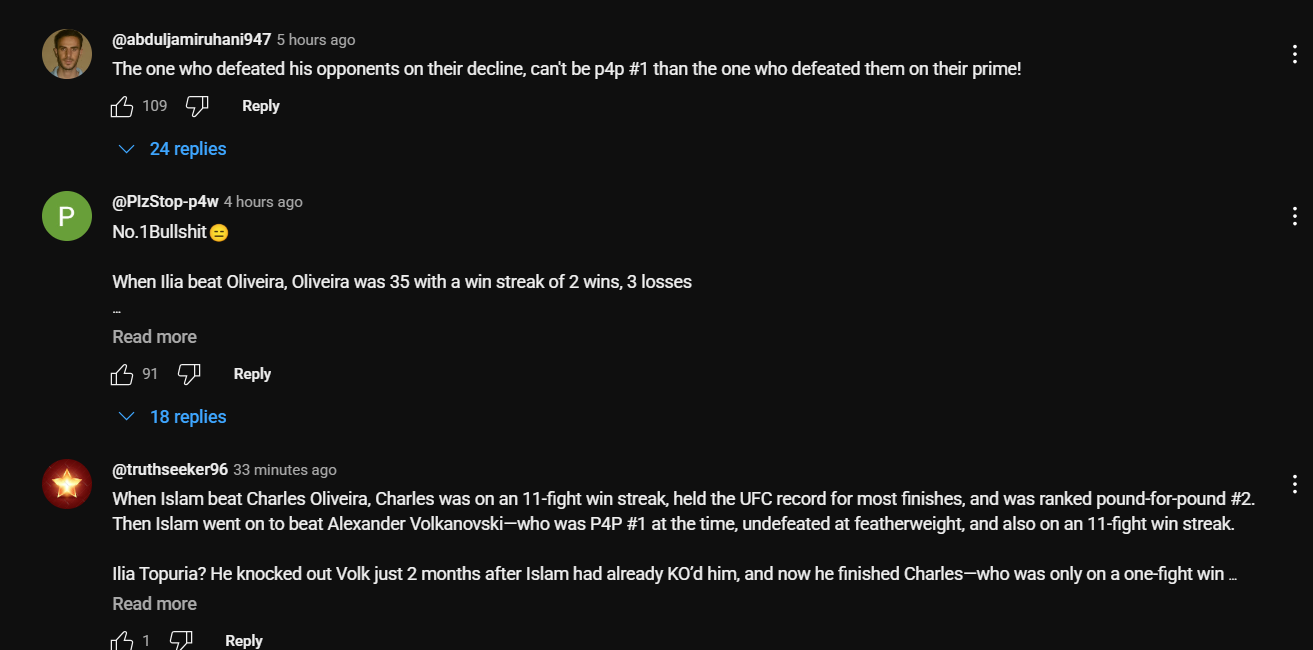 @abduljamiruhani947 5 hours ago
The one who defeated his opponents on their decline, can't be p4p #1 than the one who defeated them on their prime!
109 Reply
24 replies
P
@PlzStop-p4w 4 hours ago
No.1Bullshit😑
When Ilia beat Oliveira, Oliveira was 35 with a win streak of 2 wins, 3 losses
...
Read more
91 Reply
18 replies
@truthseeker96 33 minutes ago
When Islam beat Charles Oliveira, Charles was on an 11-fight win streak, held the UFC record for most finishes, and was ranked pound-for-pound #2.
Then Islam went on to beat Alexander Volkanovski—who was P4P #1 at the time, undefeated at featherweight, and also on an 11-fight win streak.
Ilia Topuria? He knocked out Volk just 2 months after Islam had already KO’d him, and now he finished Charles—who was only on a one-fight win ...
Read more
1 Reply